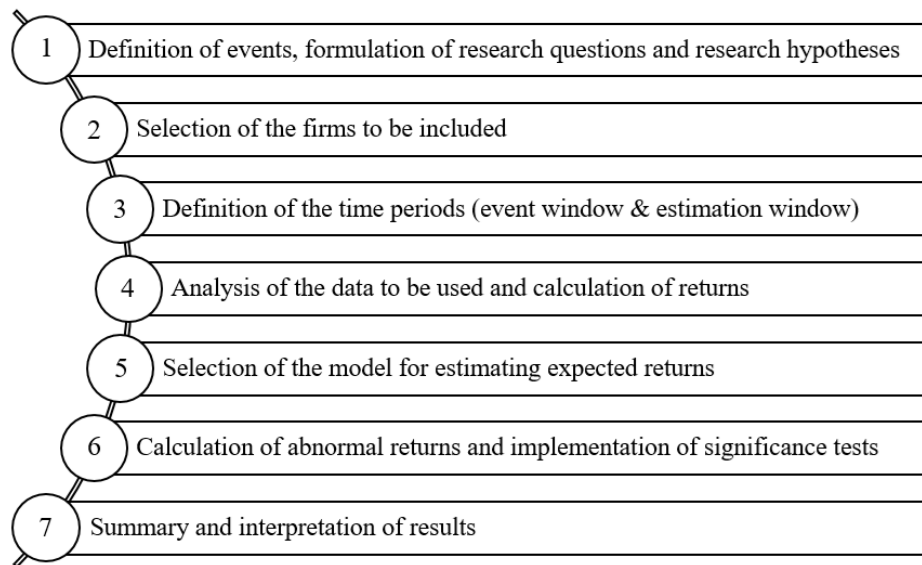 1 Definition of events, formulation of research questions and research hypotheses
2 Selection of the firms to be included
3 Definition of the time periods (event window & estimation window)
4 Analysis of the data to be used and calculation of returns
5 Selection of the model for estimating expected returns
6 Calculation of abnormal returns and implementation of significance tests
7 Summary and interpretation of results